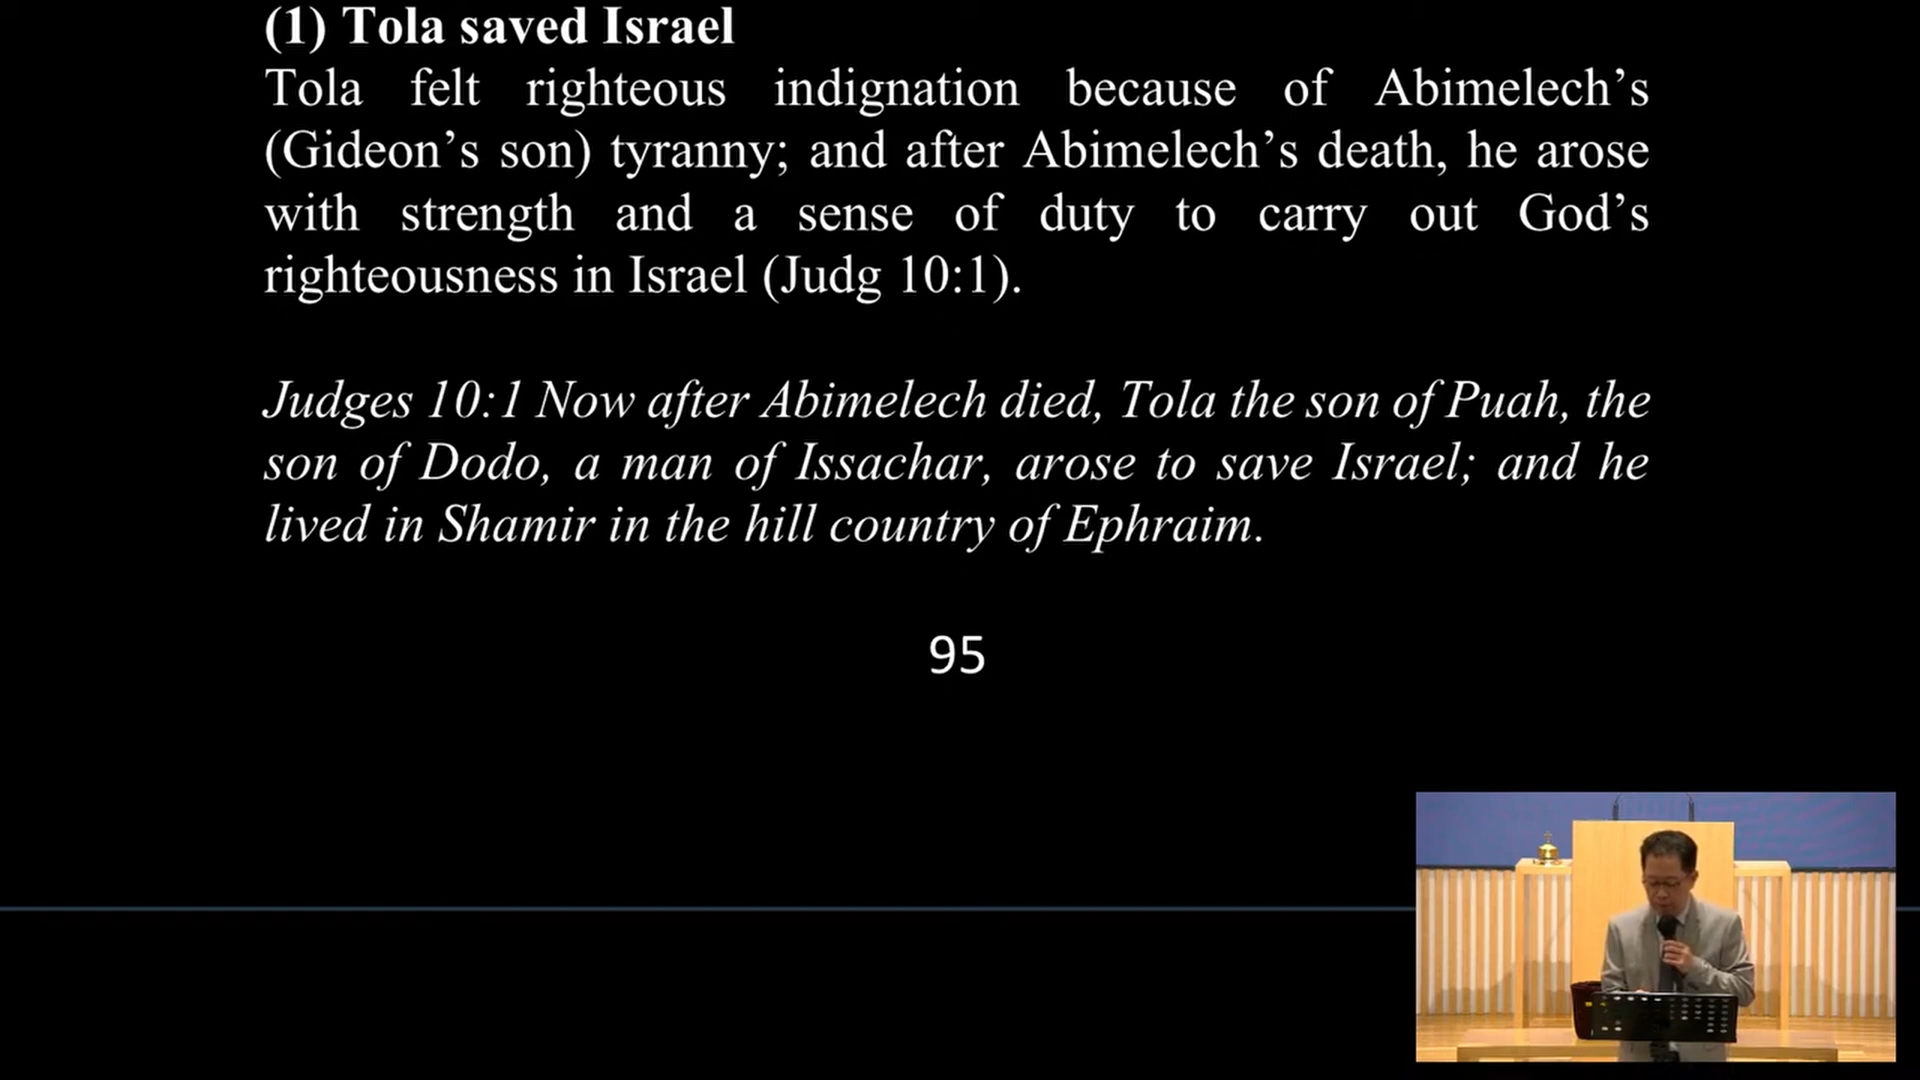 (1) Tola saved Israel
Tola felt righteous indignation because of Abimelech’s
(Gideon’s son) tyranny; and after Abimelech’s death, he arose
with strength and a sense of duty to carry out God’s
righteousness in Israel (Judg 10:1).
Judges 10:1 Now after Abimelech died, Tola the son of Puah, the
son of Dodo, a man of Issachar, arose to save Israel; and he
lived in Shamir in the hill country of Ephraim.
95